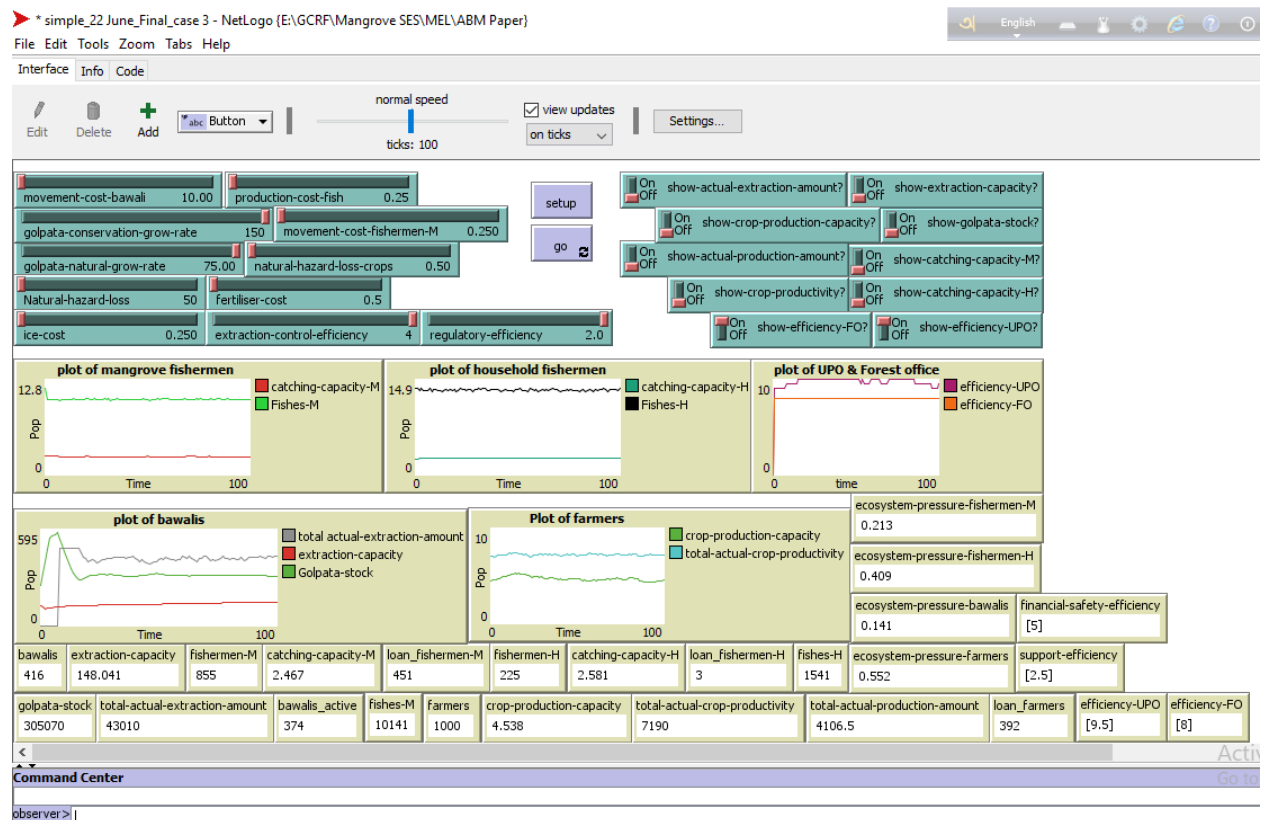 * simple_22 June_Final_case 3 - NetLogo {E:\GCRF\Mangrove SES\MEL\ABM Paper}
English
File Edit Tools Zoom Tabs Help
Interface Info Code
Edit Delete Add abc Button
normal speed
ticks: 100
view updates
on ticks
Settings...
movement-cost-bawali 10.00 production-cost-fish 0.25
golpata-conservation-grow-rate 150 movement-cost-fishermen-M 0.250
golpata-natural-grow-rate 75.00 natural-hazard-loss-crops 0.50
Natural-hazard-loss 50 fertiliser-cost 0.5
ice-cost 0.250 extraction-control-efficiency 4 regulatory-efficiency 2.0
setup
go
On Off show-actual-extraction-amount? On Off show-extraction-capacity?
On Off show-crop-production-capacity? On Off show-golpata-stock?
On Off show-actual-production-amount? On Off show-catching-capacity-M?
On Off show-crop-productivity? On Off show-catching-capacity-H?
On Off show-efficiency-FO? On Off show-efficiency-UPO?
plot of mangrove fishermen
12.8
Pop
0
0 Time 100
catching-capacity-M
Fishes-M
plot of household fishermen
14.9
Pop
0
0 Time 100
catching-capacity-H
Fishes-H
plot of UPO & Forest office
10
0
0 time 100
efficiency-UPO
efficiency-FO
plot of bawalis
595
Pop
0
0 Time 100
total actual-extraction-amount
extraction-capacity
Golpata-stock
Plot of farmers
10
Pop
0
0 Time 100
crop-production-capacity
total-actual-crop-productivity
ecosystem-pressure-fishermen-M
0.213
ecosystem-pressure-fishermen-H
0.409
ecosystem-pressure-bawalis financial-safety-efficiency
0.141 [5]
bawalis extraction-capacity fishermen-M catching-capacity-M loan_fishermen-M fishermen-H catching-capacity-H loan_fishermen-H fishes-H ecosystem-pressure-farmers support-efficiency
416 148.041 855 2.467 451 225 2.581 3 1541 0.552 [2.5]
golpata-stock total-actual-extraction-amount bawalis_active fishes-M farmers crop-production-capacity total-actual-crop-productivity total-actual-production-amount loan_farmers efficiency-UPO efficiency-FO
305070 43010 374 10141 1000 4.538 7190 4106.5 392 [9.5] [8]
Command Center
observer>